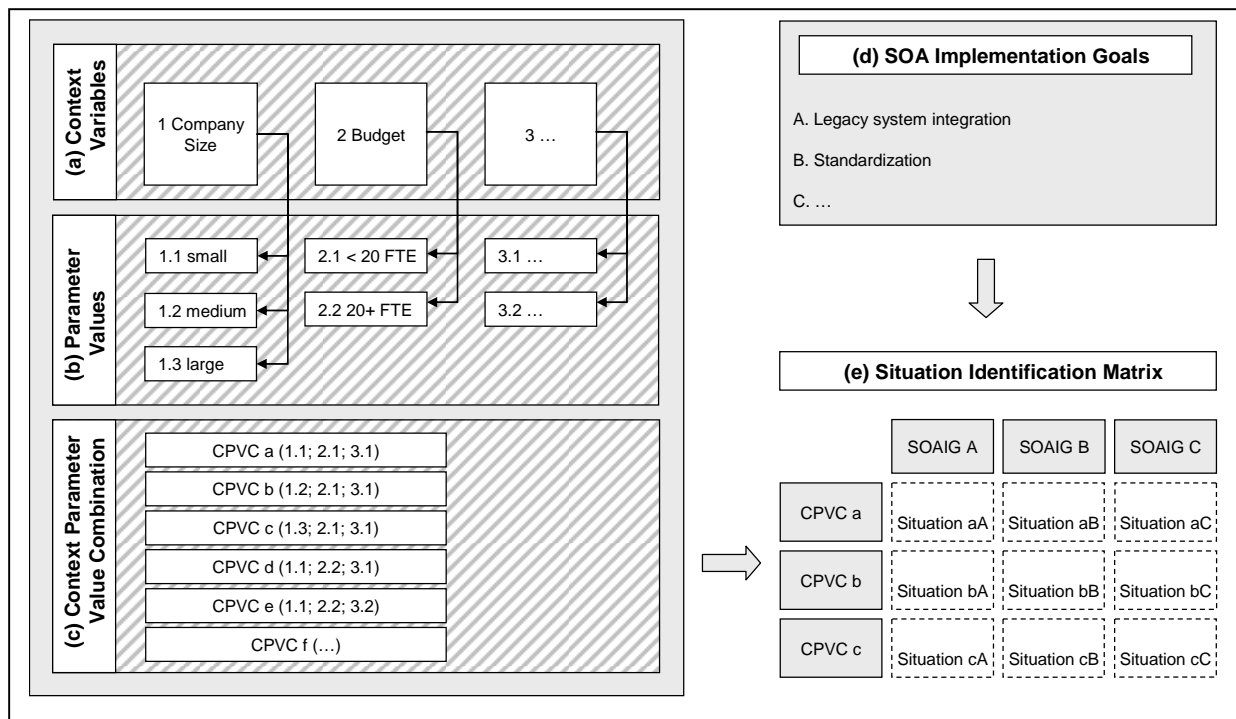 (a) Context
Variables
1 Company
Size
2 Budget
3 …
(b) Parameter
Values
1.1 small
2.1 < 20 FTE
3.1 …
1.2 medium
2.2 20+ FTE
3.2 …
1.3 large
(c) Context Parameter
Value Combination
CPVC a (1.1; 2.1; 3.1)
CPVC b (1.2; 2.1; 3.1)
CPVC c (1.3; 2.1; 3.1)
CPVC d (1.1; 2.2; 3.1)
CPVC e (1.1; 2.2; 3.2)
CPVC f (…)
(d) SOA Implementation Goals
A. Legacy system integration
B. Standardization
C. …
(e) Situation Identification Matrix
SOAIG A
SOAIG B
SOAIG C
CPVC a
Situation aA
Situation aB
Situation aC
CPVC b
Situation bA
Situation bB
Situation bC
CPVC c
Situation cA
Situation cB
Situation cC